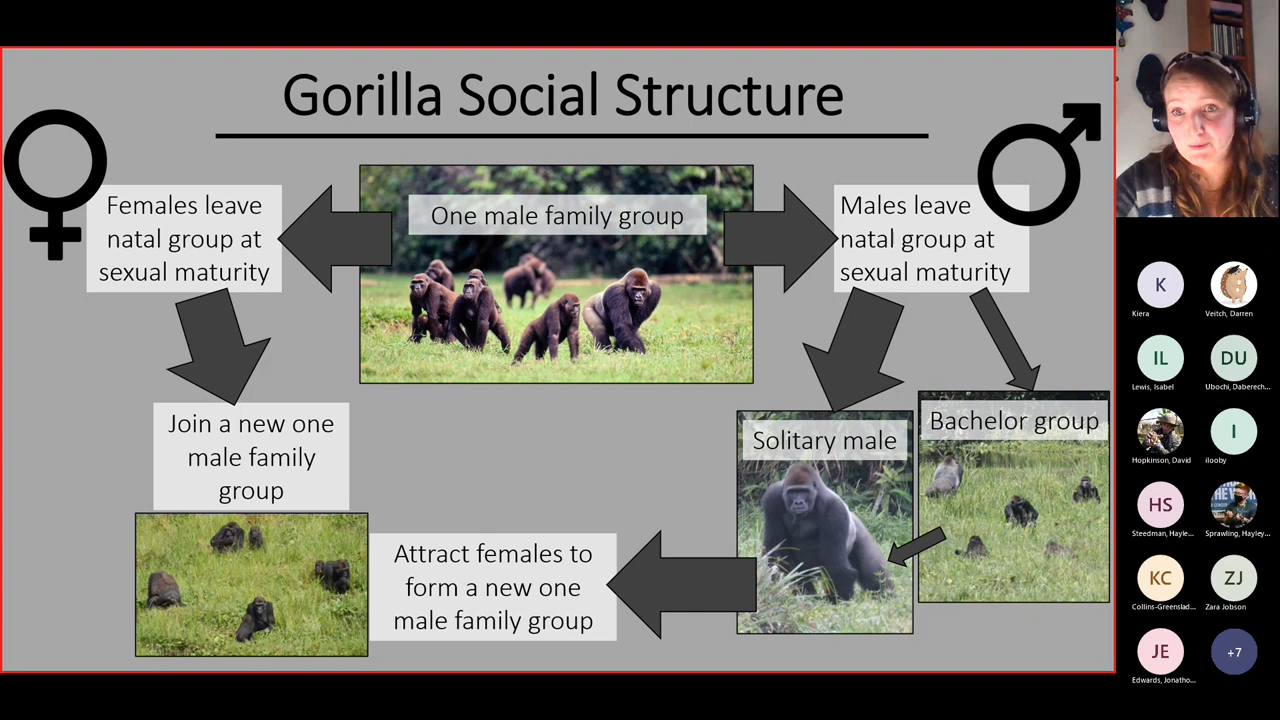 Gorilla Social Structure
Females leave
natal group at
sexual maturity
One male family group
Males leave
natal group at
sexual maturity
Join a new one
male family
group
Solitary male
Bachelor group
Attract females to
form a new one
male family group
K
Kiera
Veitch, Darren
IL
Lewis, Isabel
DU
Ubochi, Daberech...
Hopkinson, David
I
ilooby
HS
Steedman, Hayle...
Sprawling, Hayley...
KC
Collins-Greenslad...
ZJ
Zara Jobson
JE
Edwards, Jonatho...
+7